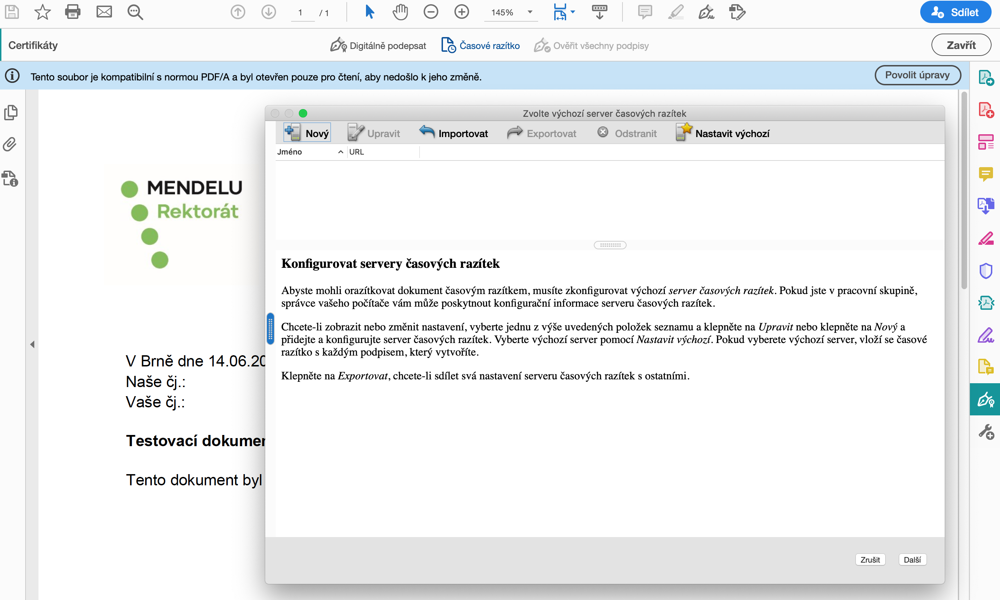 1 / 1
145%
Sdílet
Certifikáty
Digitálně podepsat
Časové razítko
Ověřit všechny podpisy
Zavřít
Tento soubor je kompatibilní s normou PDF/A a byl otevřen pouze pro čtení, aby nedošlo k jeho změně.
Povolit úpravy
MENDELU
Rektorát
V Brně dne 14.06.20
Naše čj.:
Vaše čj.:
Testovací dokumen
Tento dokument byl
Zvolte výchozí server časových razítek
Nový
Upravit
Importovat
Exportovat
Odstranit
Nastavit výchozí
Jméno
URL
Konfigurovat servery časových razítek
Abyste mohli orazítkovat dokument časovým razítkem, musíte zkonfigurovat výchozí server časových razítek. Pokud jste v pracovní skupině,
správce vašeho počítače vám může poskytnout konfigurační informace serveru časových razítek.
Chcete-li zobrazit nebo změnit nastavení, vyberte jednu z výše uvedených položek seznamu a klepněte na Upravit nebo klepněte na Nový a
přidejte a konfigurujte server časových razítek. Vyberte výchozí server pomocí Nastavit výchozí. Pokud vyberete výchozí server, vloží se časové
razítko s každým podpisem, který vytvoříte.
Klepněte na Exportovat, chcete-li sdílet svá nastavení serveru časových razítek s ostatními.
Zrušit
Další